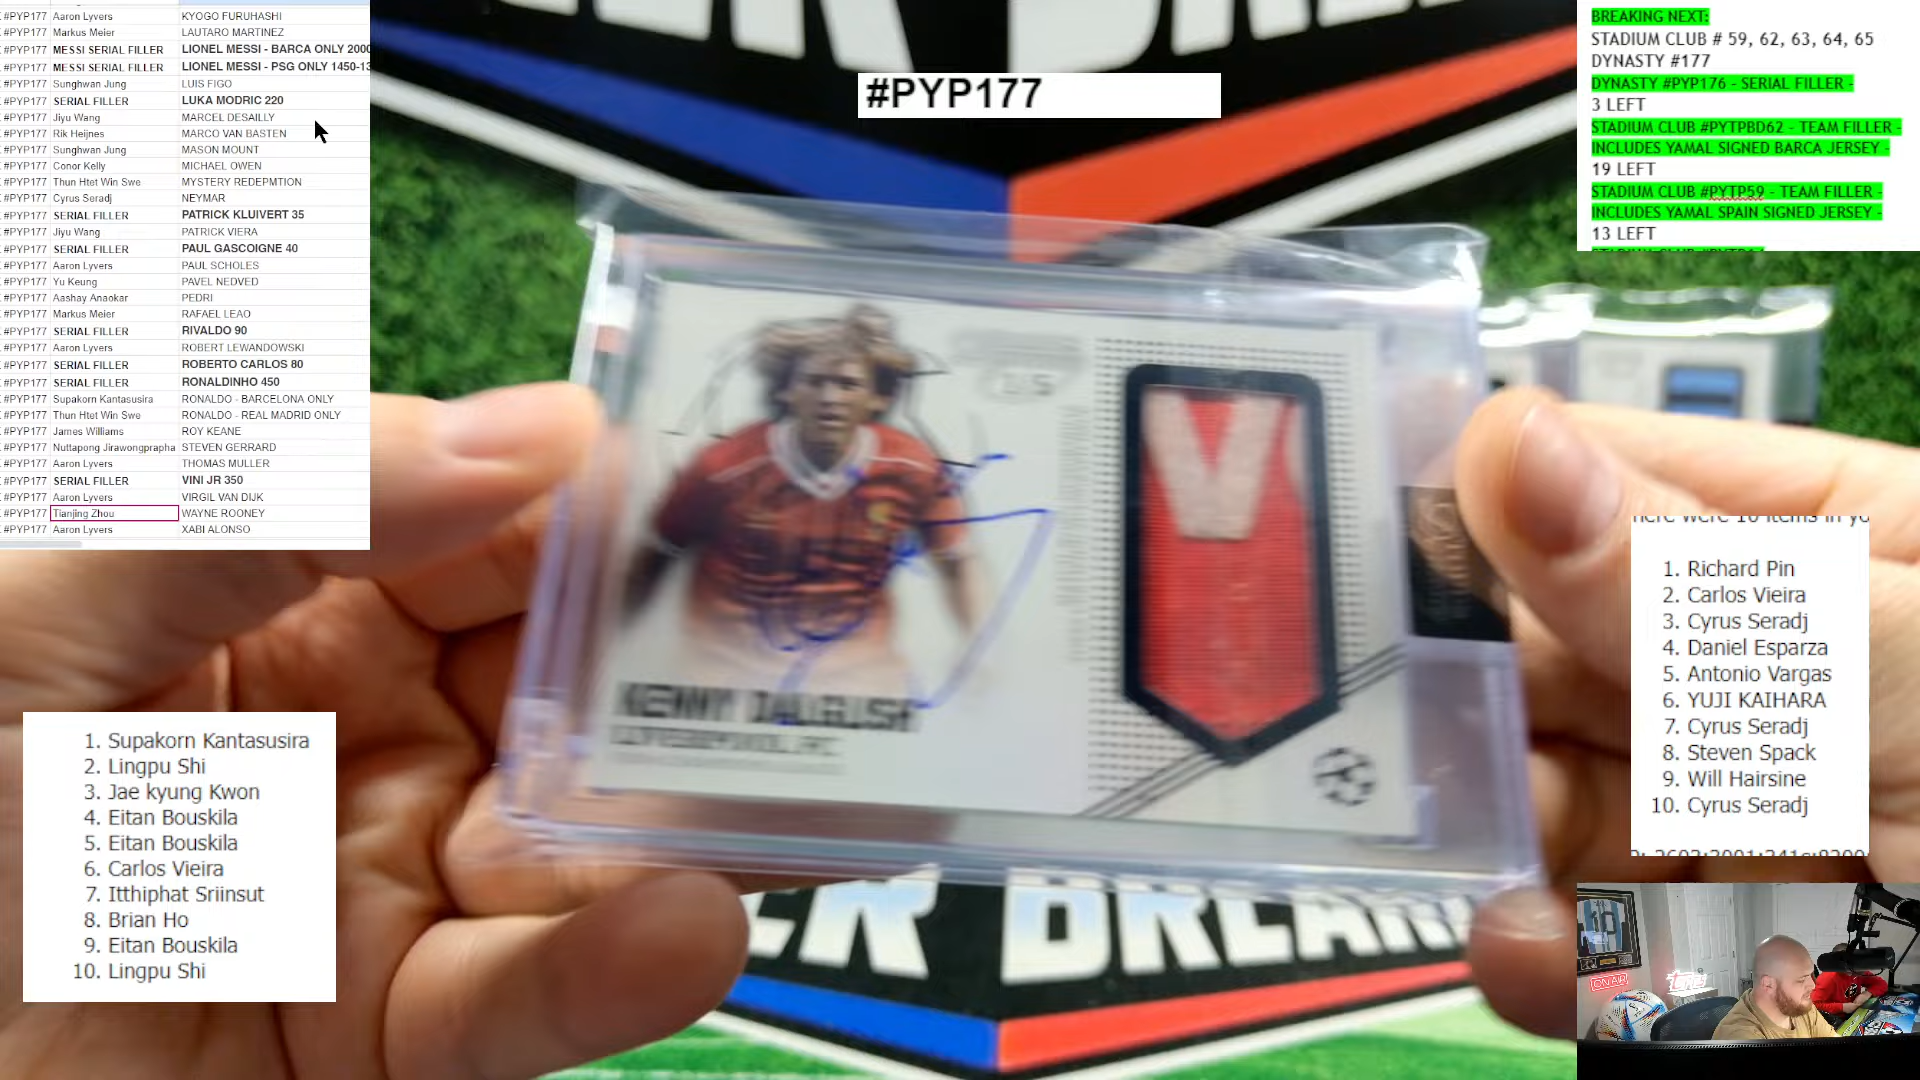 #PYP177 Aaron Lyvers KYOGO FURUHASHI
#PYP177 Markus Meier LAUTARO MARTINEZ
#PYP177 MESSI SERIAL FILLER LIONEL MESSI - BARCA ONLY 2000
#PYP177 MESSI SERIAL FILLER LIONEL MESSI - PSG ONLY 1450-13
#PYP177 Sunghwan Jung LUIS FIGO
#PYP177 SERIAL FILLER LUKA MODRIC 220
#PYP177 Jiyu Wang MARCEL DESAILLY
#PYP177 Rik Heijnes MARCO VAN BASTEN
#PYP177 Sunghwan Jung MASON MOUNT
#PYP177 Conor Kelly MICHAEL OWEN
#PYP177 Thun Htet Win Swe MYSTERY REDEPMTION
#PYP177 Cyrus Seradj NEYMAR
#PYP177 SERIAL FILLER PATRICK KLUIVERT 35
#PYP177 Jiyu Wang PATRICK VIERA
#PYP177 SERIAL FILLER PAUL GASCOIGNE 40
#PYP177 Aaron Lyvers PAUL SCHOLES
#PYP177 Yu Keung PAVEL NEDVED
#PYP177 Aashay Anaokar PEDRI
#PYP177 Markus Meier RAFAEL LEAO
#PYP177 SERIAL FILLER RIVALDO 90
#PYP177 Aaron Lyvers ROBERT LEWANDOWSKI
#PYP177 SERIAL FILLER ROBERTO CARLOS 80
#PYP177 SERIAL FILLER RONALDINHO 450
#PYP177 Supakorn Kantasusira RONALDO - BARCELONA ONLY
#PYP177 Thun Htet Win Swe RONALDO - REAL MADRID ONLY
#PYP177 James Williams ROY KEANE
#PYP177 Nuttapong Jirawongprapha STEVEN GERRARD
#PYP177 Aaron Lyvers THOMAS MULLER
#PYP177 SERIAL FILLER VINI JR 350
#PYP177 Aaron Lyvers VIRGIL VAN DIJK
#PYP177 Tianjing Zhou WAYNE ROONEY
#PYP177 Aaron Lyvers XABI ALONSO
#PYP177
BREAKING NEXT:
STADIUM CLUB # 59, 62, 63, 64, 65
DYNASTY #177
DYNASTY #PYP176 - SERIAL FILLER -
3 LEFT
STADIUM CLUB #PYTPBD62 - TEAM FILLER -
INCLUDES YAMAL SIGNED BARCA JERSEY -
19 LEFT
STADIUM CLUB #PYTP59 - TEAM FILLER -
INCLUDES YAMAL SPAIN SIGNED JERSEY -
13 LEFT
KENNY DALGLISH
LIVERPOOL FC
1. Supakorn Kantasusira
2. Lingpu Shi
3. Jae kyung Kwon
4. Eitan Bouskila
5. Eitan Bouskila
6. Carlos Vieira
7. Itthiphat Sriinsut
8. Brian Ho
9. Eitan Bouskila
10. Lingpu Shi
1. Richard Pin
2. Carlos Vieira
3. Cyrus Seradj
4. Daniel Esparza
5. Antonio Vargas
6. YUJI KAIHARA
7. Cyrus Seradj
8. Steven Spack
9. Will Hairsine
10. Cyrus Seradj
ON AIR
topps
10